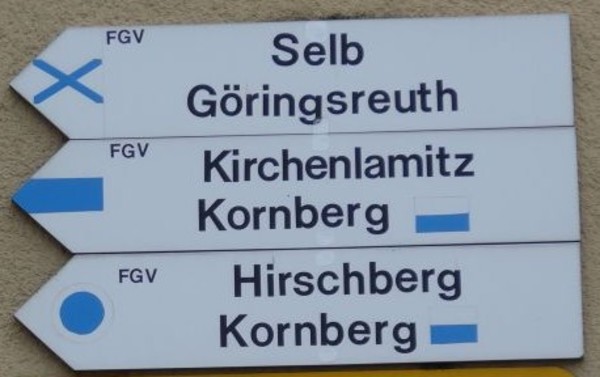 FGV
Selb
Göringsreuth
FGV
Kirchenlamitz
Kornberg
FGV
Hirschberg
Kornberg